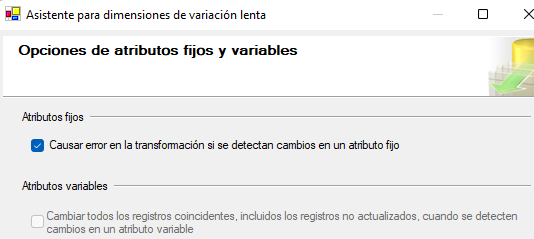 Asistente para dimensiones de variación lenta
Opciones de atributos fijos y variables
Atributos fijos
Causar error en la transformación si se detectan cambios en un atributo fijo
Atributos variables
Cambiar todos los registros coincidentes, incluidos los registros no actualizados, cuando se detecten
cambios en un atributo variable